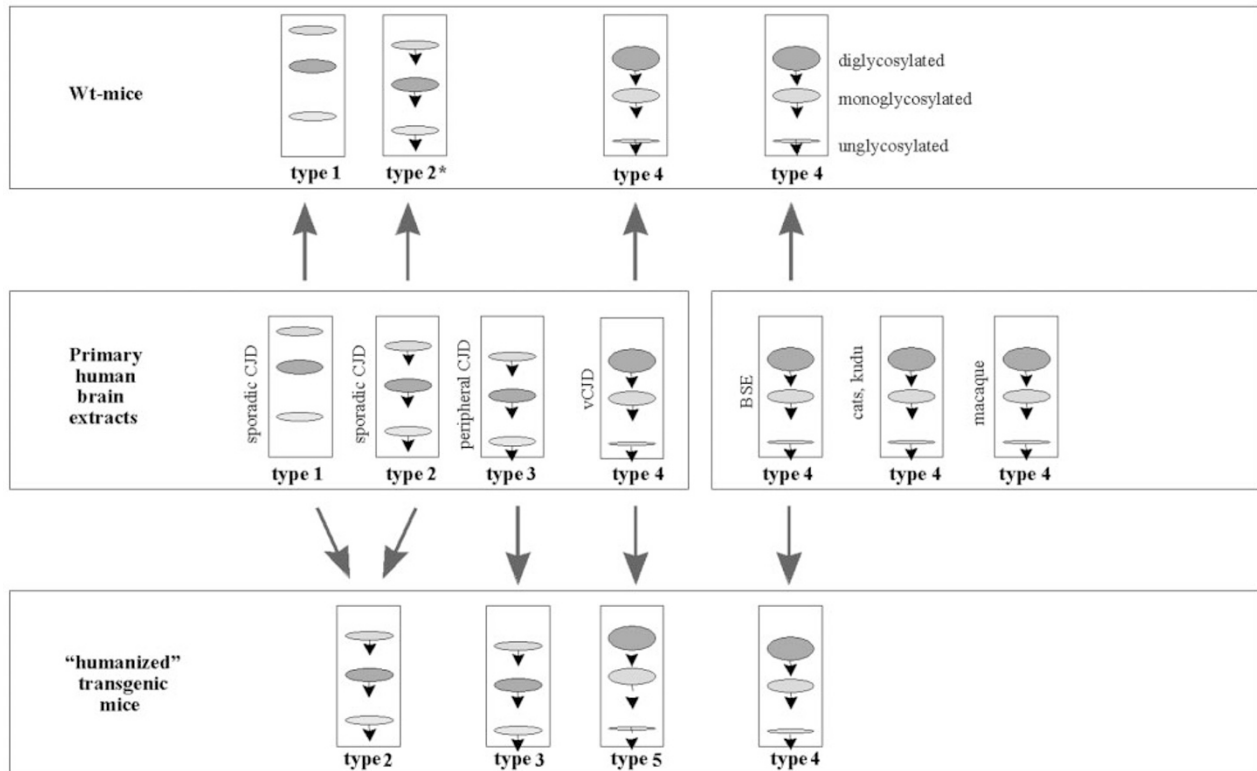 Wt-mice
diglycosylated
monoglycosylated
unglycosylated
type 1
type 2*
type 4
type 4
Primary
human
brain
extracts
sporadic CJD
sporadic CJD
peripheral CJD
vCJD
BSE
cats, kudu
macaque
type 1
type 2
type 3
type 4
type 4
type 4
type 4
“humanized”
transgenic
mice
type 2
type 3
type 5
type 4